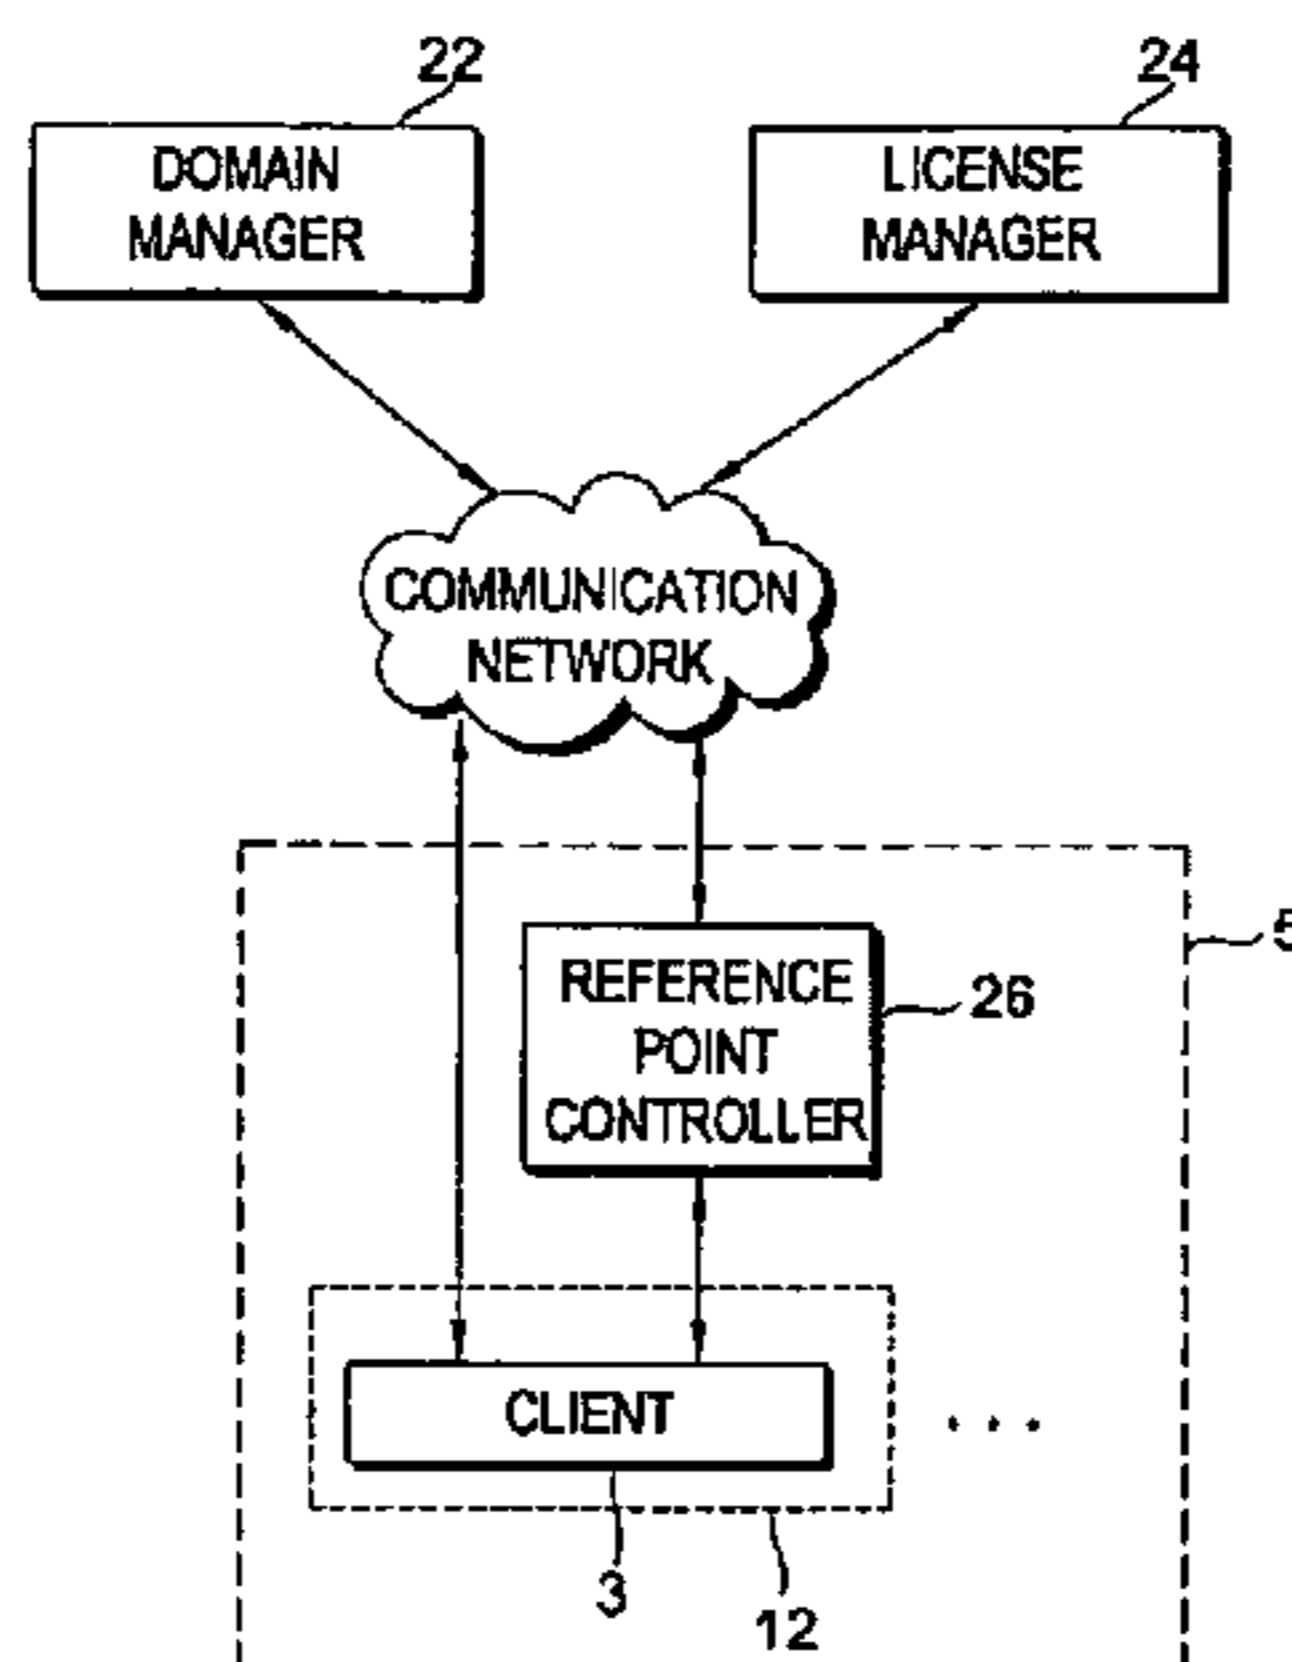 22
24
DOMAIN
MANAGER
LICENSE
MANAGER
COMMUNICATION
NETWORK
REFERENCE
POINT
CONTROLLER
26
CLIENT
3
12